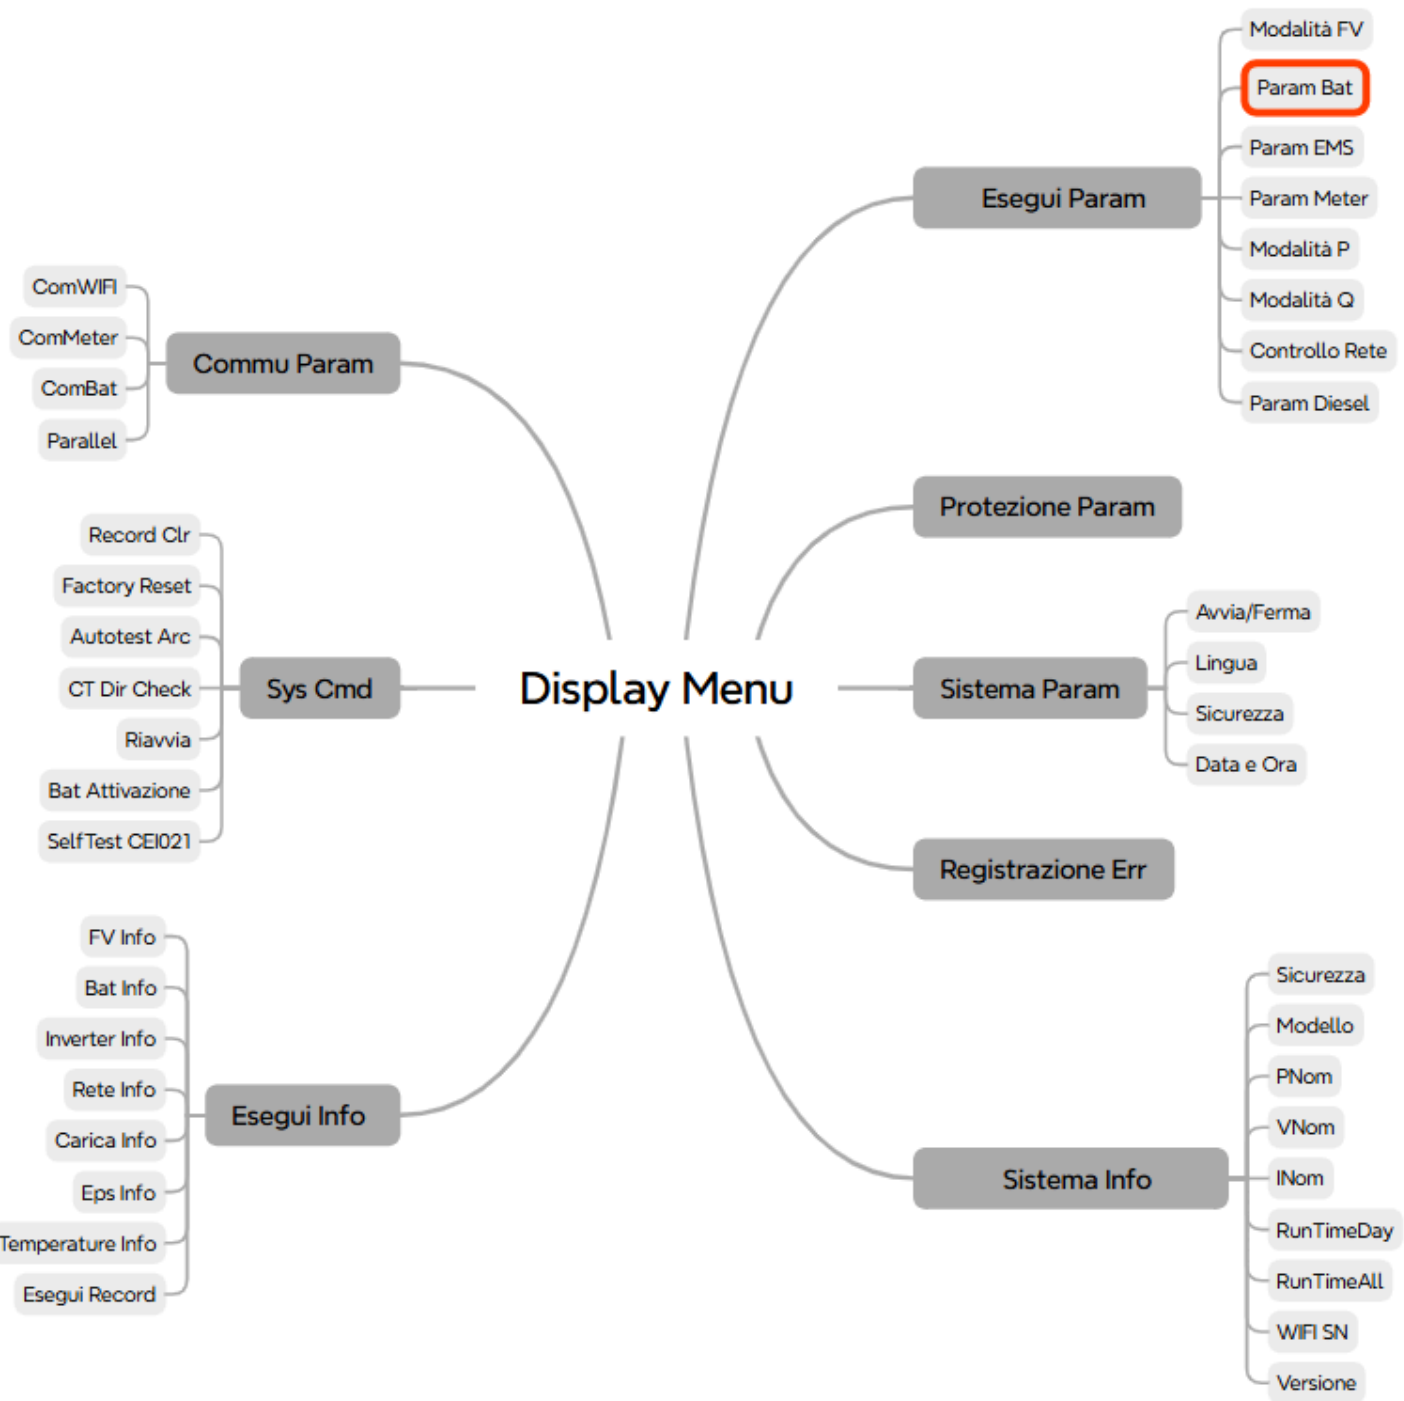 Display Menu
Esegui Param
Modalità FV
Param Bat
Param EMS
Param Meter
Modalità P
Modalità Q
Controllo Rete
Param Diesel
Protezione Param
Sistema Param
Avvia/Ferma
Lingua
Sicurezza
Data e Ora
Registrazione Err
Sistema Info
Sicurezza
Modello
PNom
VNom
INom
RunTimeDay
RunTimeAll
WIFI SN
Versione
Commu Param
ComWIFI
ComMeter
ComBat
Parallel
Sys Cmd
Record Clr
Factory Reset
Autotest Arc
CT Dir Check
Riavvia
Bat Attivazione
SelfTest CEI021
Esegui Info
FV Info
Bat Info
Inverter Info
Rete Info
Carica Info
Eps Info
Temperature Info
Esegui Record